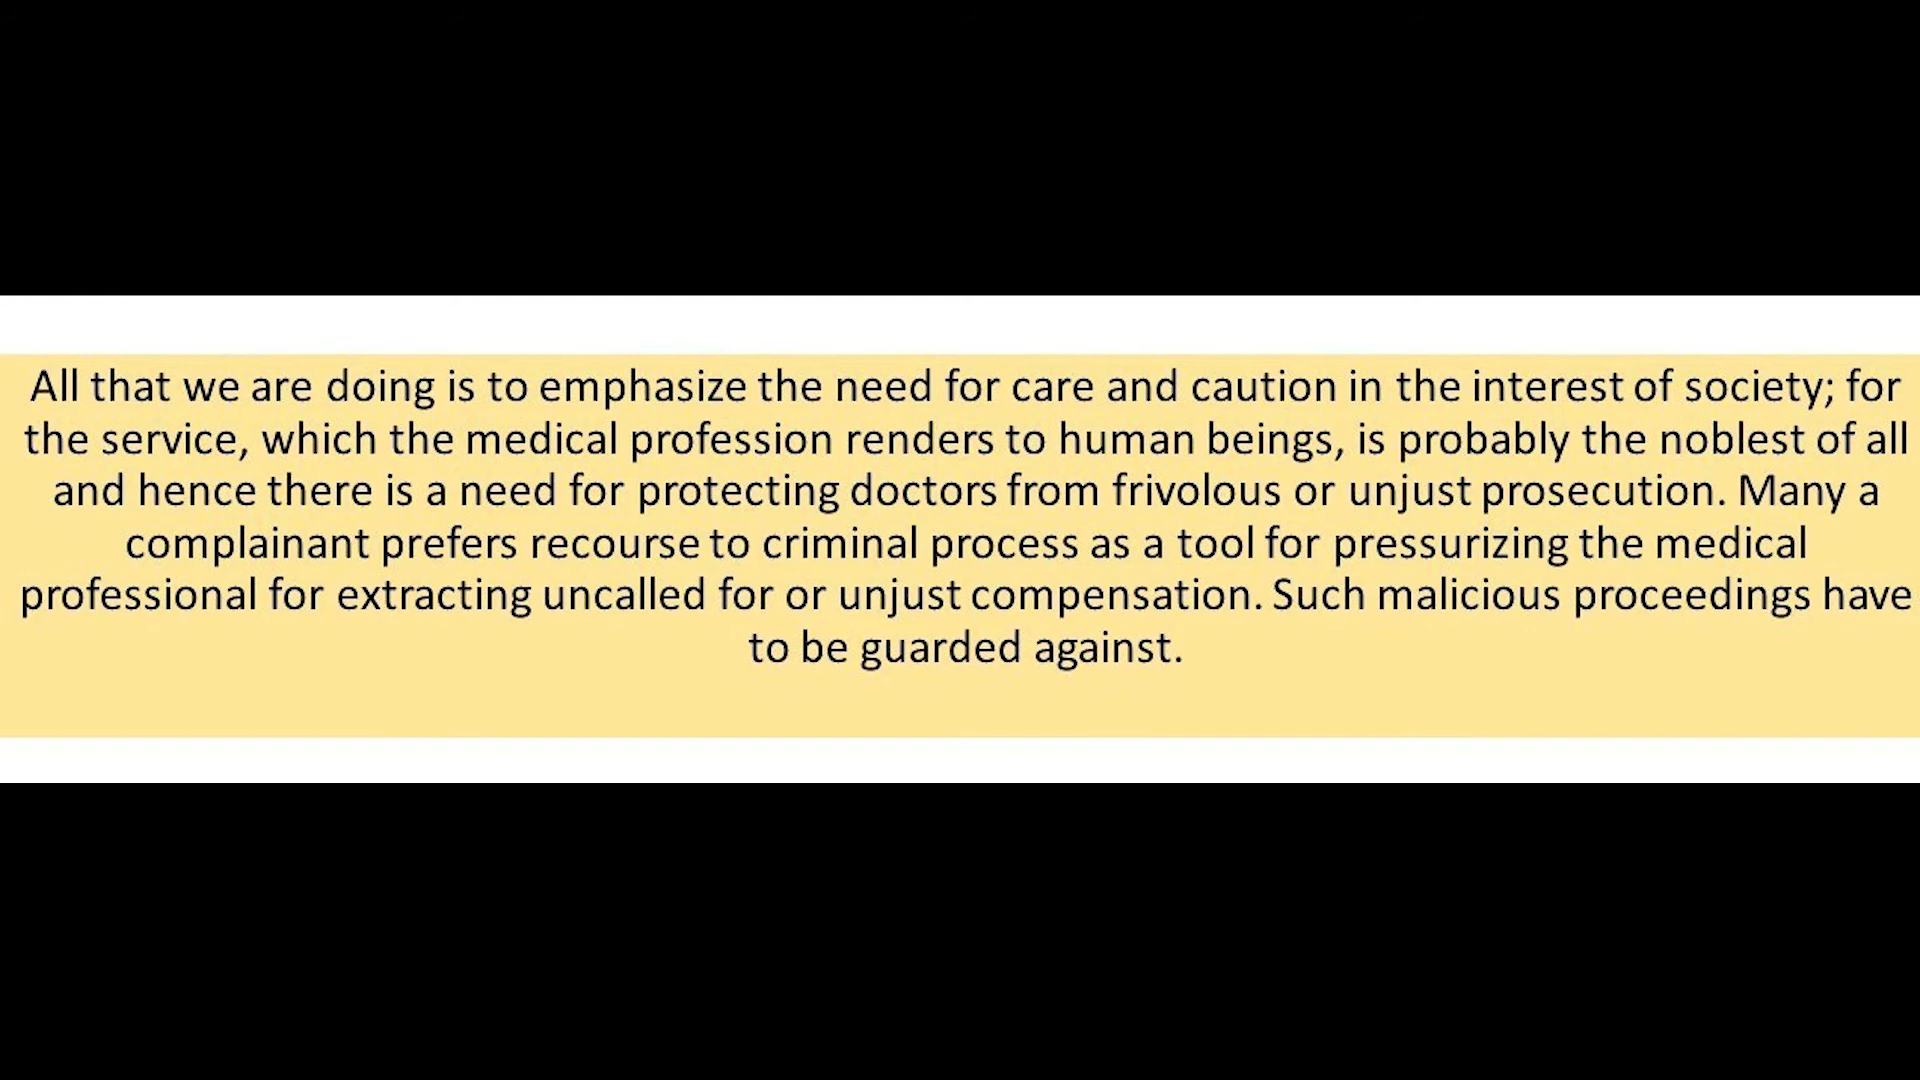 All that we are doing is to emphasize the need for care and caution in the interest of society; for
the service, which the medical profession renders to human beings, is probably the noblest of all
and hence there is a need for protecting doctors from frivolous or unjust prosecution. Many a
complainant prefers recourse to criminal process as a tool for pressurizing the medical
professional for extracting uncalled for or unjust compensation. Such malicious proceedings have
to be guarded against.